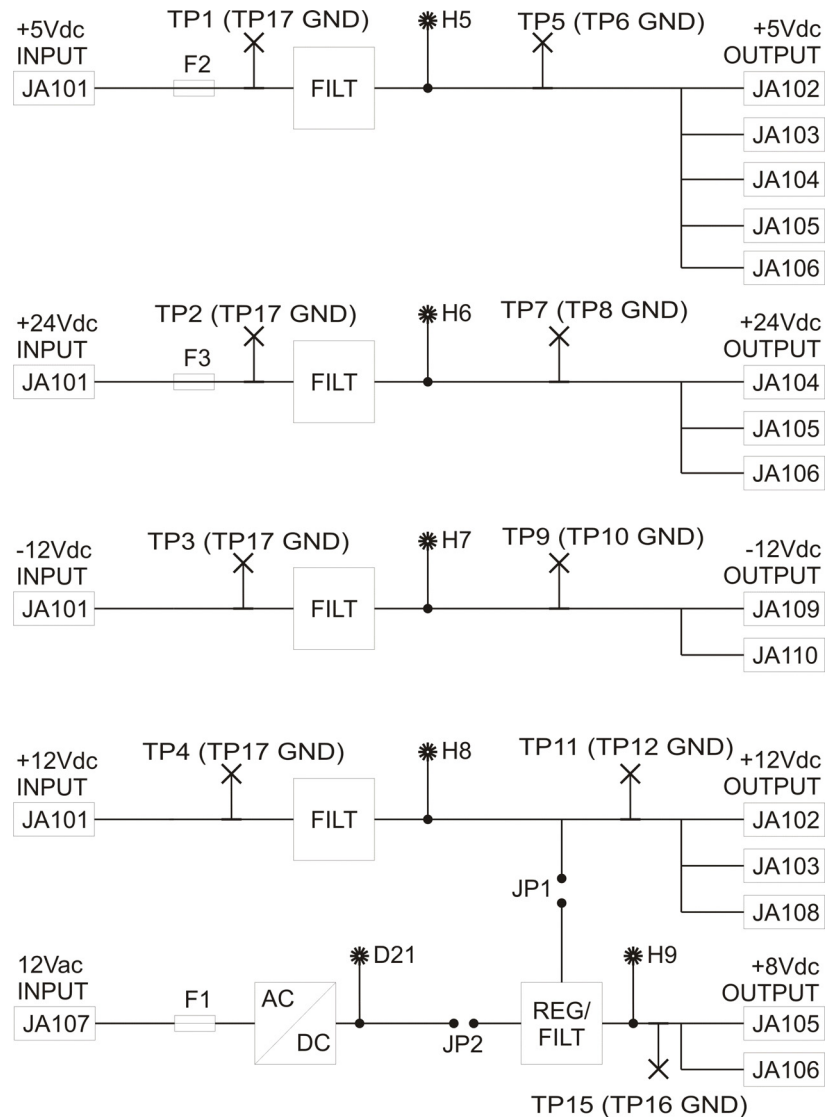 +5Vdc
INPUT
JA101
F2
TP1 (TP17 GND)
FILT
H5
TP5 (TP6 GND)
+5Vdc
OUTPUT
JA102
JA103
JA104
JA105
JA106
+24Vdc
INPUT
JA101
F3
TP2 (TP17 GND)
FILT
H6
TP7 (TP8 GND)
+24Vdc
OUTPUT
JA104
JA105
JA106
-12Vdc
INPUT
JA101
TP3 (TP17 GND)
FILT
H7
TP9 (TP10 GND)
-12Vdc
OUTPUT
JA109
JA110
+12Vdc
INPUT
JA101
TP4 (TP17 GND)
FILT
H8
TP11 (TP12 GND)
+12Vdc
OUTPUT
JA102
JA103
JA108
JP1
12Vac
INPUT
JA107
F1
AC
DC
D21
JP2
REG/
FILT
H9
TP15 (TP16 GND)
+8Vdc
OUTPUT
JA105
JA106